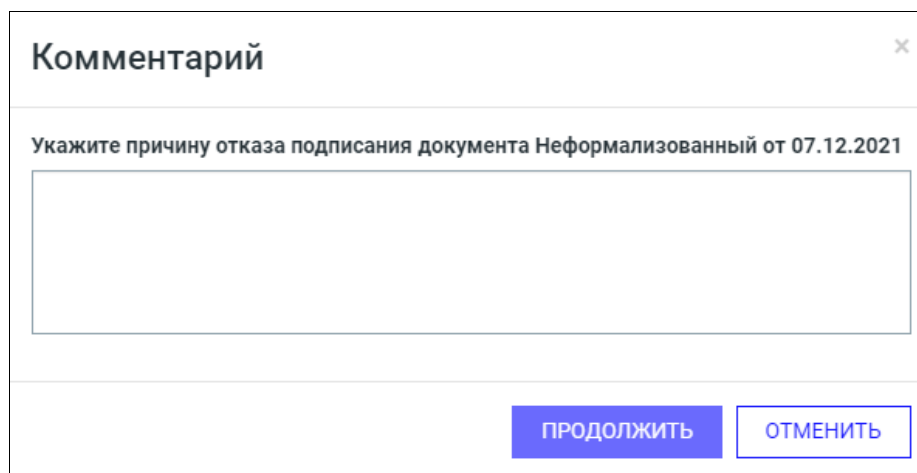 Комментарий
Укажите причину отказа подписания документа Неформализованный от 07.12.2021
ПРОДОЛЖИТЬ ОТМЕНИТЬ